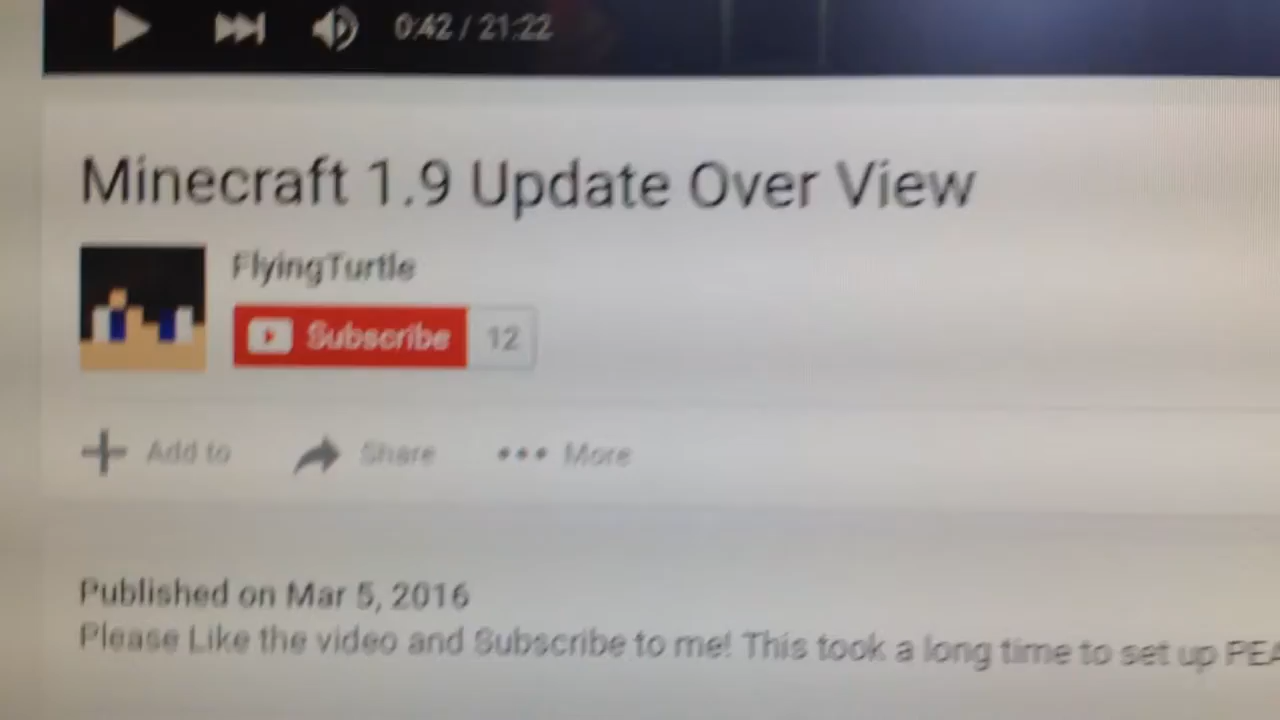 0:42 / 21:22
Minecraft 1.9 Update Over View
FlyingTurtle
Subscribe 12
Add to Share More
Published on Mar 5, 2016
Please Like the video and Subscribe to me! This took a long time to set up